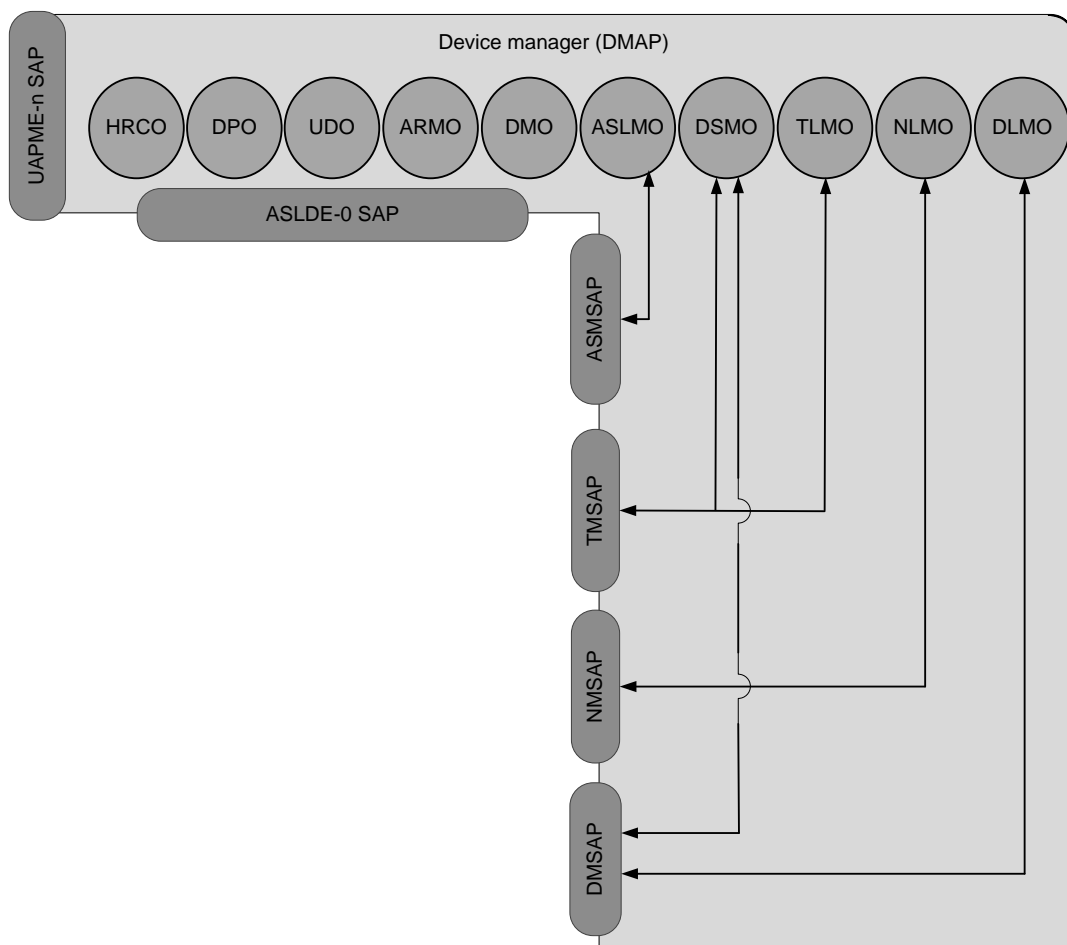 Device manager (DMAP)
UAPME-n SAP
HRCO
DPO
UDO
ARMO
DMO
ASLMO
DSMO
TLMO
NLMO
DLMO
ASLDE-0 SAP
ASMSAP
TMSAP
NMSAP
DMSAP